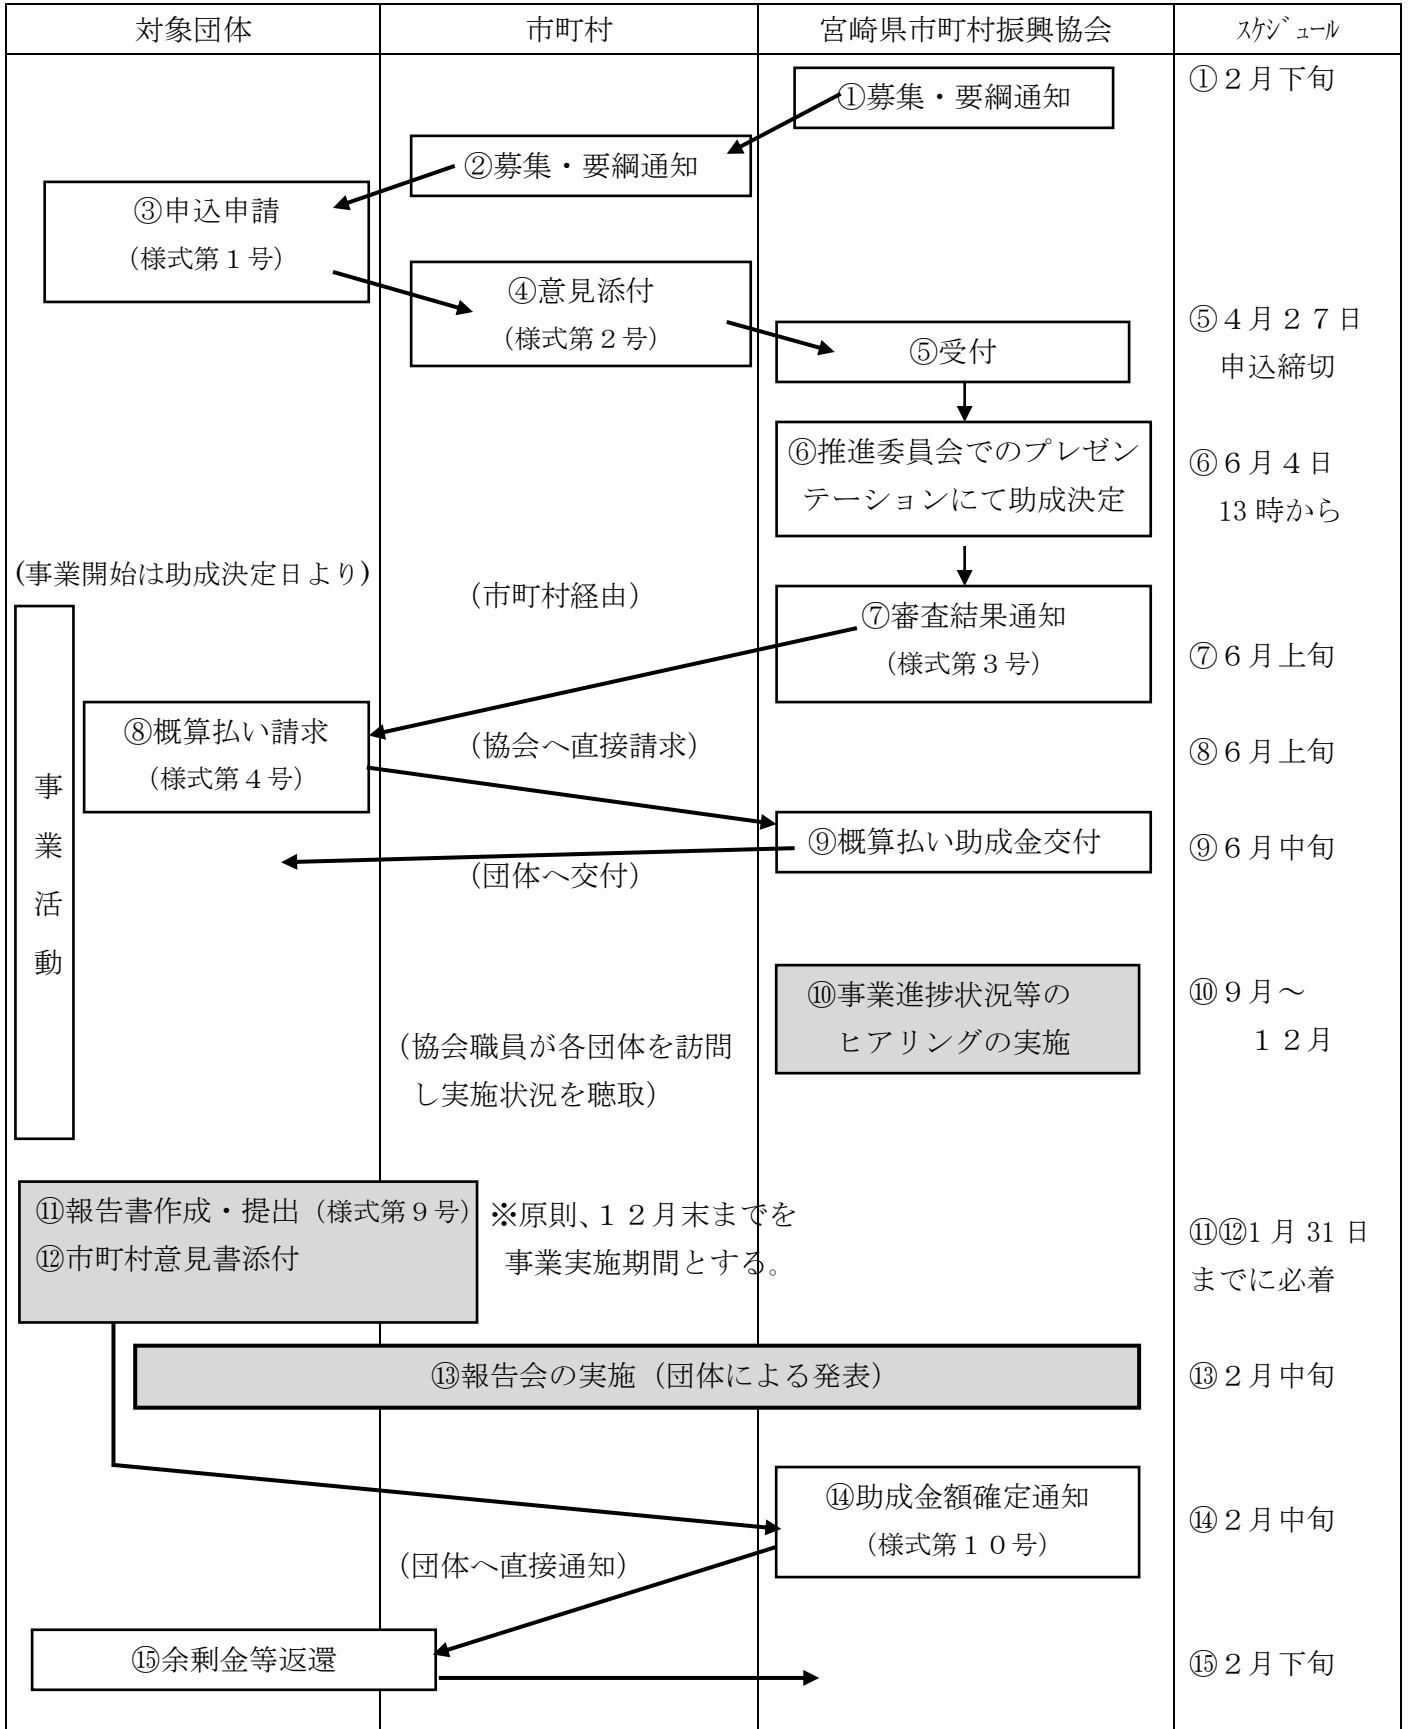 対象団体
市町村
宮崎県市町村振興協会
ｽｹｼﾞｭｰﾙ
①募集・要綱通知
①２月下旬
②募集・要綱通知
③申込申請
（様式第１号）
④意見添付
（様式第２号）
⑤受付
⑤４月２７日
申込締切
⑥推進委員会でのプレゼン
テーションにて助成決定
⑥６月４日
13時から
(事業開始は助成決定日より)
（市町村経由）
⑦審査結果通知
（様式第３号）
⑦６月上旬
⑧概算払い請求
（様式第４号）
（協会へ直接請求）
⑧６月上旬
事業活動
⑨概算払い助成金交付
⑨６月中旬
（団体へ交付）
⑩事業進捗状況等の
ヒアリングの実施
⑩９月～
１２月
（協会職員が各団体を訪問
し実施状況を聴取）
⑪報告書作成・提出（様式第９号）
⑫市町村意見書添付
※原則、１２月末までを
事業実施期間とする。
⑪⑫1月31日
までに必着
⑬報告会の実施（団体による発表）
⑬２月中旬
⑭助成金額確定通知
（様式第１０号）
⑭２月中旬
（団体へ直接通知）
⑮余剰金等返還
⑮２月下旬